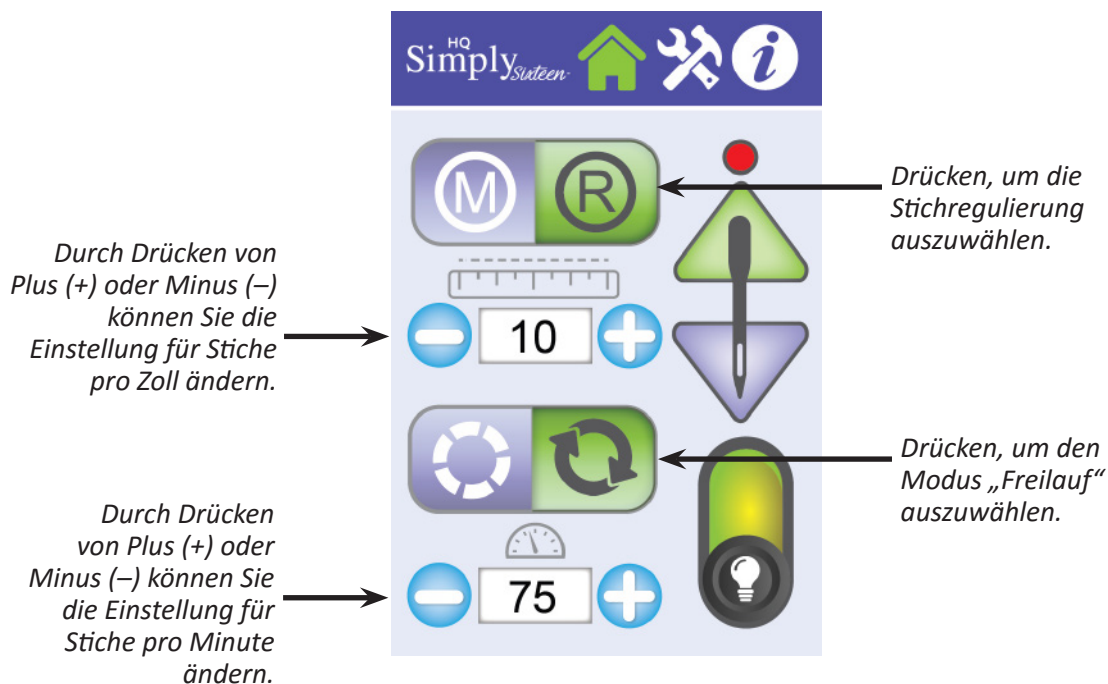 HQ
Simply Sixteen
i
M R
Drücken, um die
Stichregulierung
auszuwählen.
Durch Drücken von
Plus (+) oder Minus (–)
können Sie die
Einstellung für Stiche
pro Zoll ändern.
10
Drücken, um den
Modus „Freilauf“
auszuwählen.
Durch Drücken
von Plus (+) oder
Minus (–) können Sie
die Einstellung für
Stiche pro Minute
ändern.
75